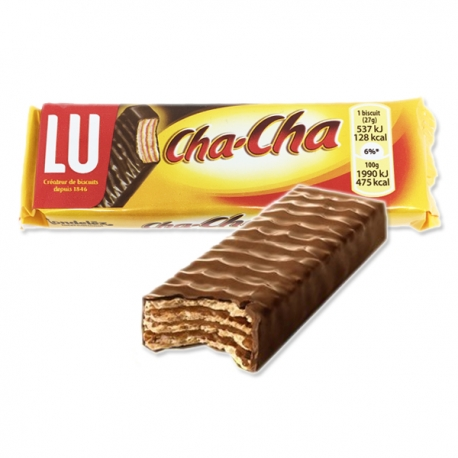 LU
Créateur de biscuits
depuis 1846
Cha-Cha
1 biscuit
(27g)
537 kJ
128 kcal
6%*
100g
1990 kJ
475 kcal